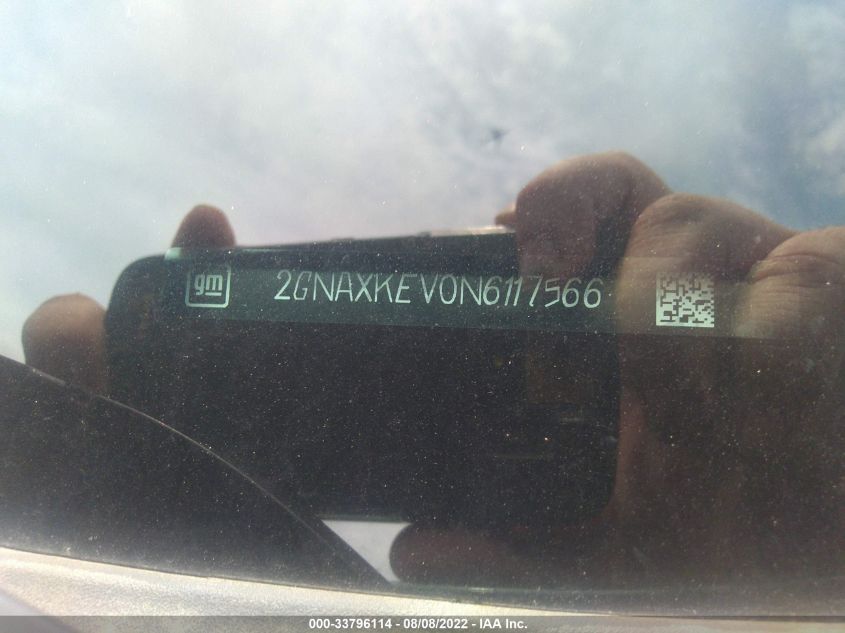 gm 2GNAXKEV0N6117566
000-33796114 - 08/08/2022 - IAA Inc.